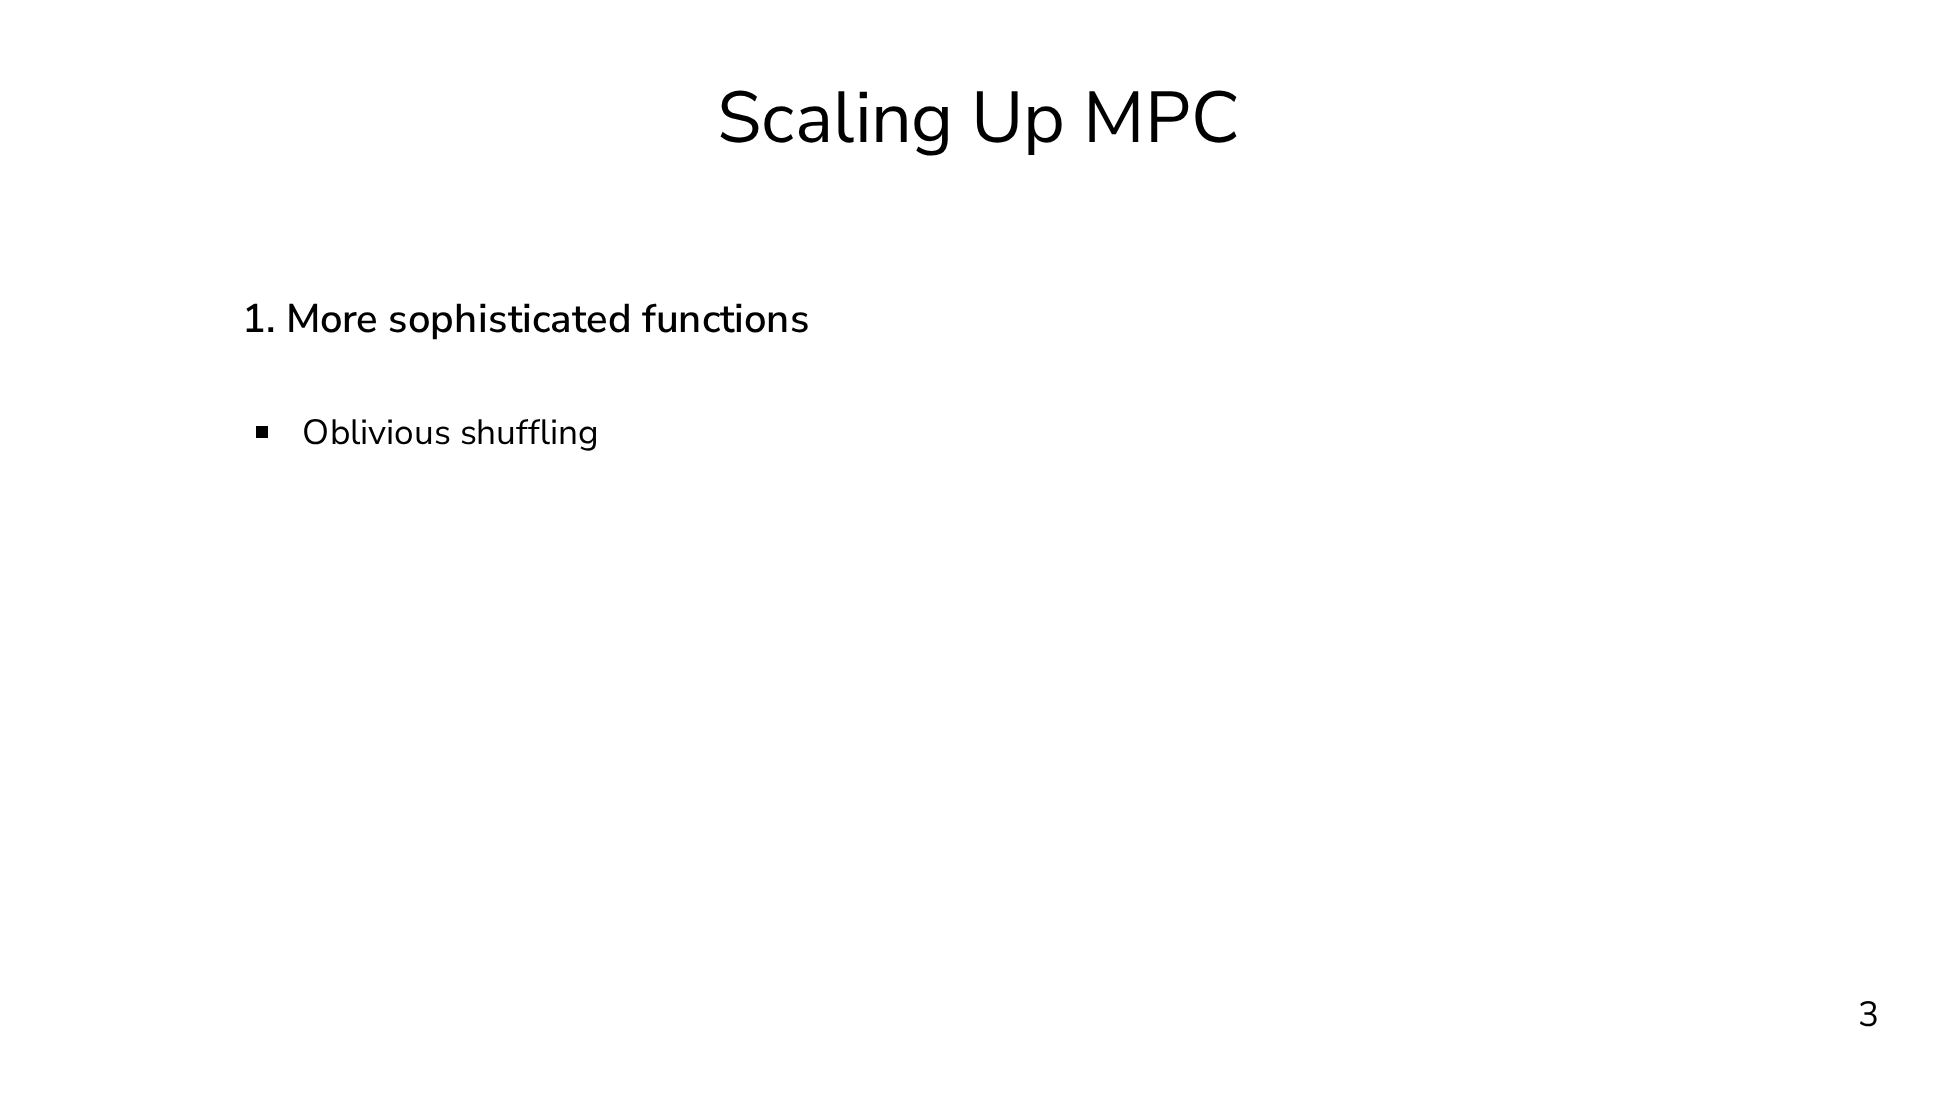 Scaling Up MPC
1. More sophisticated functions
▪ Oblivious shuffling
3